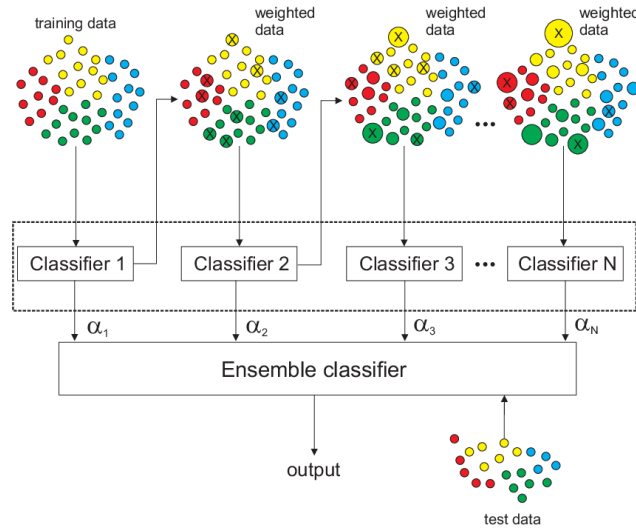 training data
weighted
data
weighted
data
weighted
data
X X X X X X X X X
X X X X X X X
X X X X
...
Classifier 1
Classifier 2
Classifier 3
...
Classifier N
α1
α2
α3
αN
Ensemble classifier
output
test data